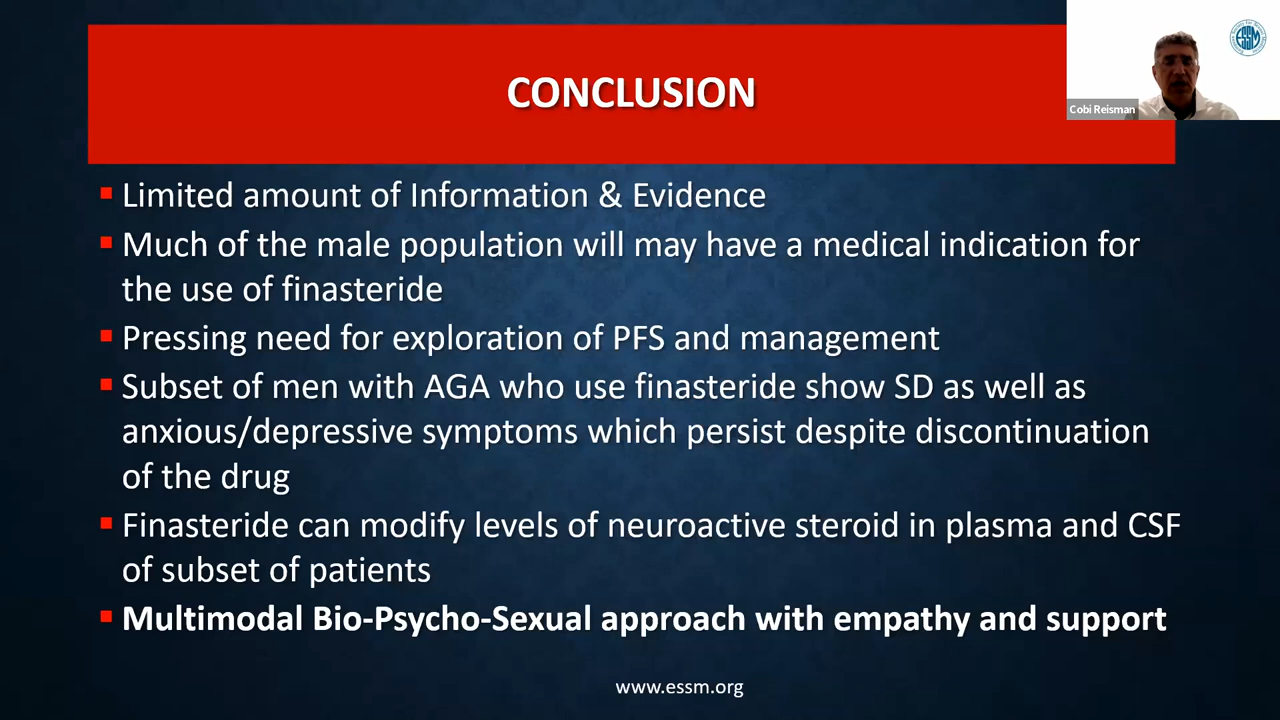 CONCLUSION
ESSM
Cobi Reisman
▪ Limited amount of Information & Evidence
▪ Much of the male population will may have a medical indication for
the use of finasteride
▪ Pressing need for exploration of PFS and management
▪ Subset of men with AGA who use finasteride show SD as well as
anxious/depressive symptoms which persist despite discontinuation
of the drug
▪ Finasteride can modify levels of neuroactive steroid in plasma and CSF
of subset of patients
▪ Multimodal Bio-Psycho-Sexual approach with empathy and support
www.essm.org